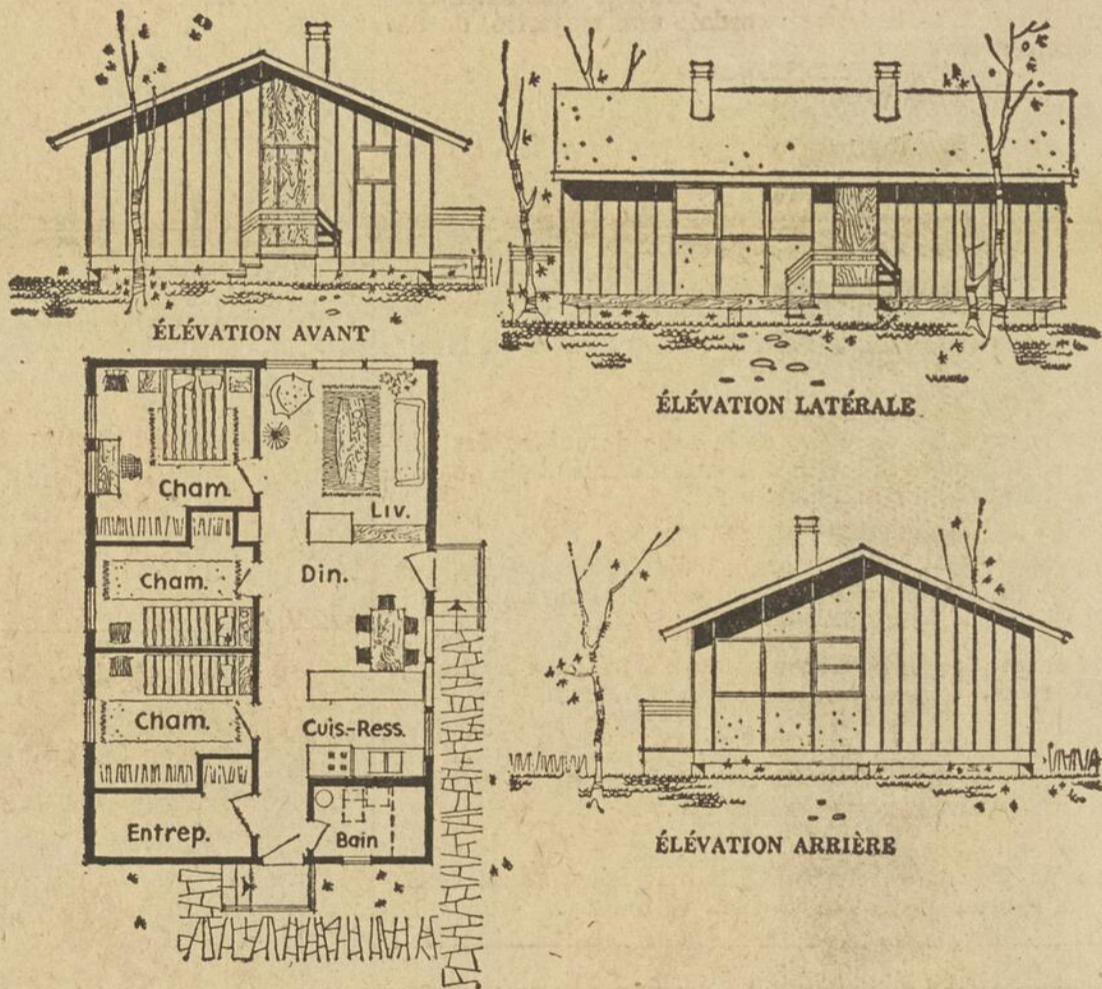 ÉLÉVATION AVANT
ÉLÉVATION LATÉRALE
Cham.
Liv.
Cham.
Din.
Cham.
Cuis.-Ress.
Entrep.
Bain
ÉLÉVATION ARRIÈRE